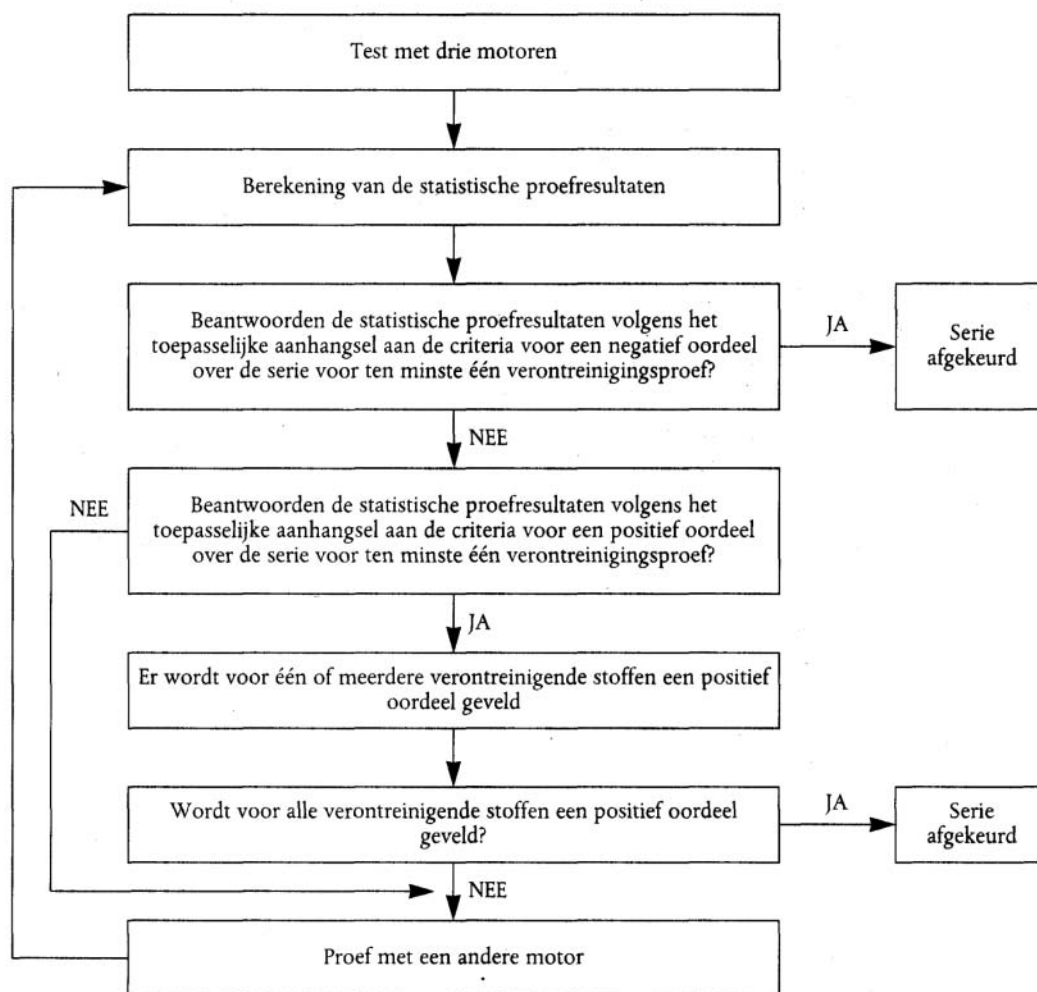 Test met drie motoren
Berekening van de statistische proefresultaten
Beantwoorden de statistische proefresultaten volgens het
toepasselijke aanhangsel aan de criteria voor een negatief oordeel
over de serie voor ten minste één verontreinigingsproef?
JA
Serie
afgekeurd
NEE
NEE
Beantwoorden de statistische proefresultaten volgens het
toepasselijke aanhangsel aan de criteria voor een positief oordeel
over de serie voor ten minste één verontreinigingsproef?
JA
Er wordt voor één of meerdere verontreinigende stoffen een positief
oordeel geveld
Wordt voor alle verontreinigende stoffen een positief oordeel
geveld?
JA
Serie
afgekeurd
NEE
Proef met een andere motor